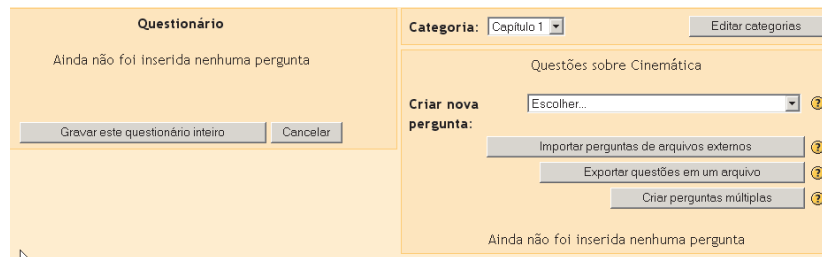 Questionário
Ainda não foi inserida nenhuma pergunta
Gravar este questionário inteiro Cancelar
Categoria: Capítulo 1 Editar categorias
Questões sobre Cinemática
Criar nova pergunta: Escolher... ?
Importar perguntas de arquivos externos ?
Exportar questões em um arquivo ?
Criar perguntas múltiplas ?
Ainda não foi inserida nenhuma pergunta